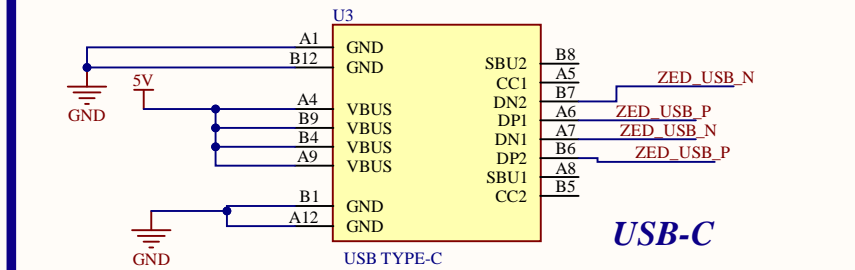 U3
A1 GND
B12 GND
SBU2 B8
CC1 A5
5V
DN2 B7 ZED_USB_N
A4 VBUS
DP1 A6 ZED_USB_P
B9 VBUS
DN1 A7 ZED_USB_N
B4 VBUS
DP2 B6 ZED_USB_P
A9 VBUS
SBU1 A8
CC2 B5
GND
B1 GND
A12 GND
USB-C
GND
USB TYPE-C